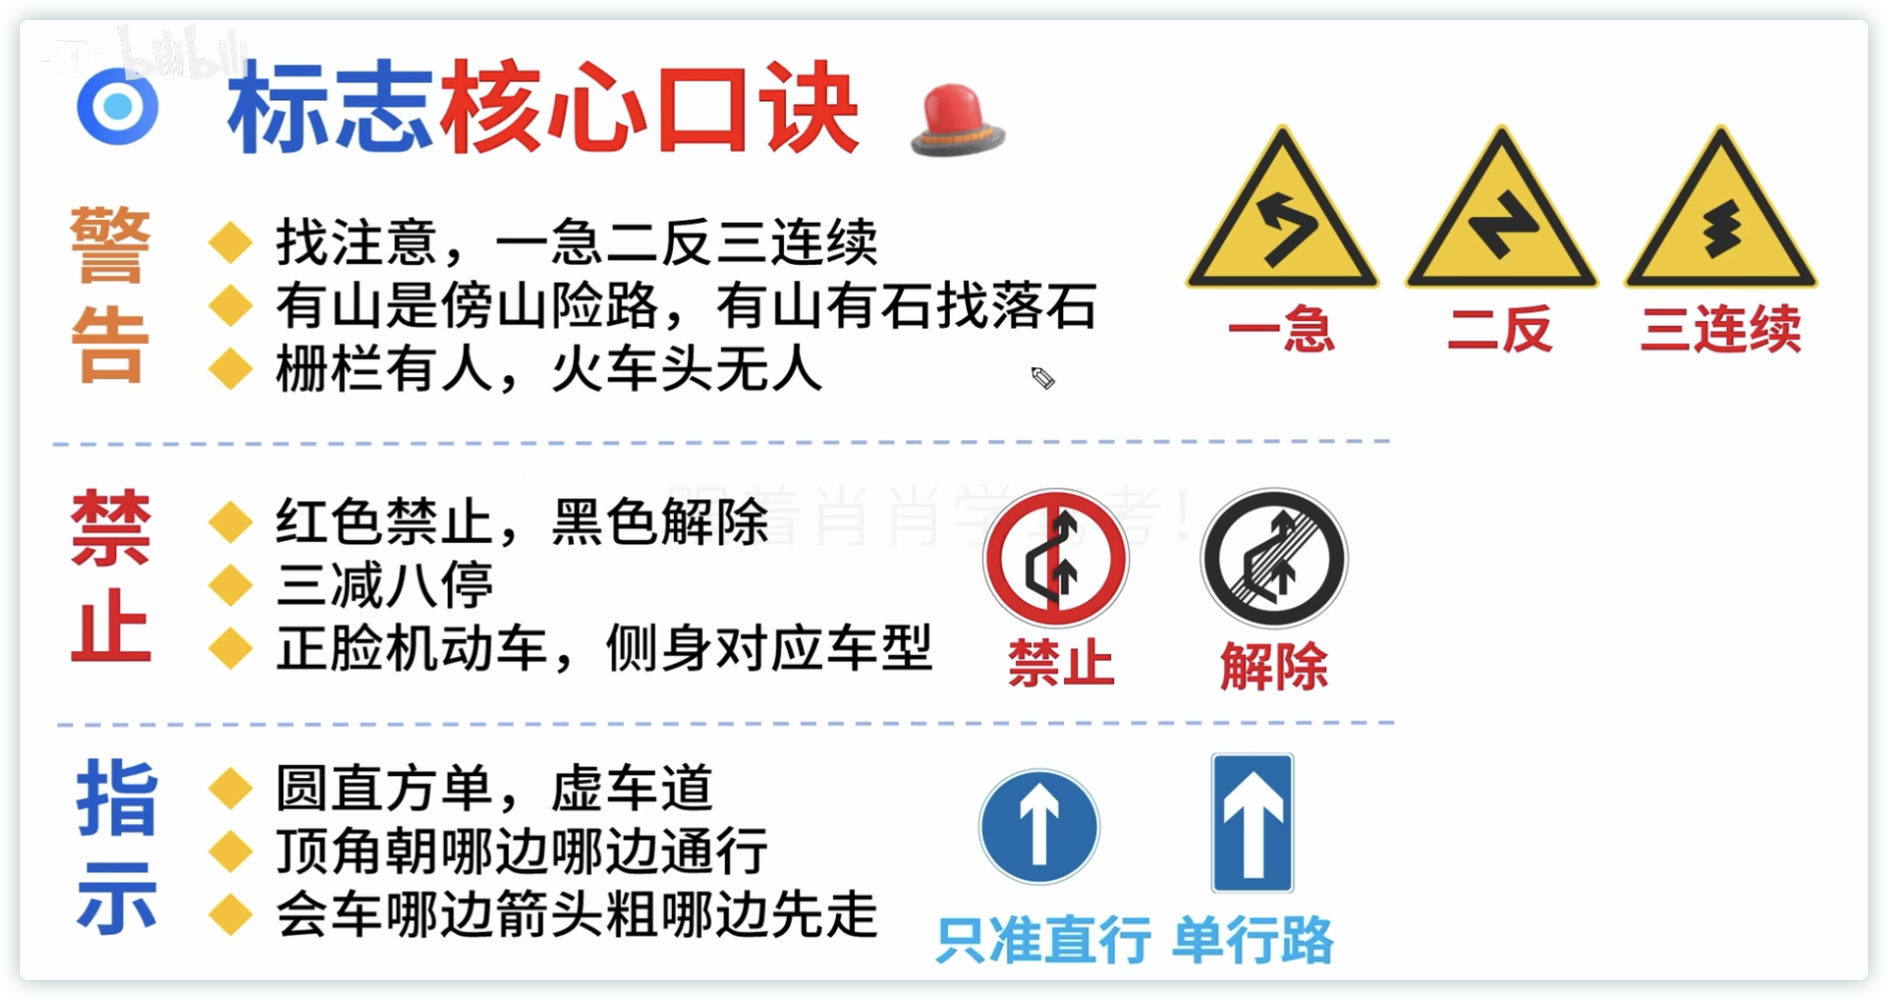 bilibili
标志核心口诀
警告
找注意，一急二反三连续
有山是傍山险路，有山有石找落石
栅栏有人，火车头无人
一急
二反
三连续
禁止
红色禁止，黑色解除
三减八停
正脸机动车，侧身对应车型
禁止
解除
指示
圆直方单，虚车道
顶角朝哪边哪边通行
会车哪边箭头粗哪边先走
只准直行
单行路